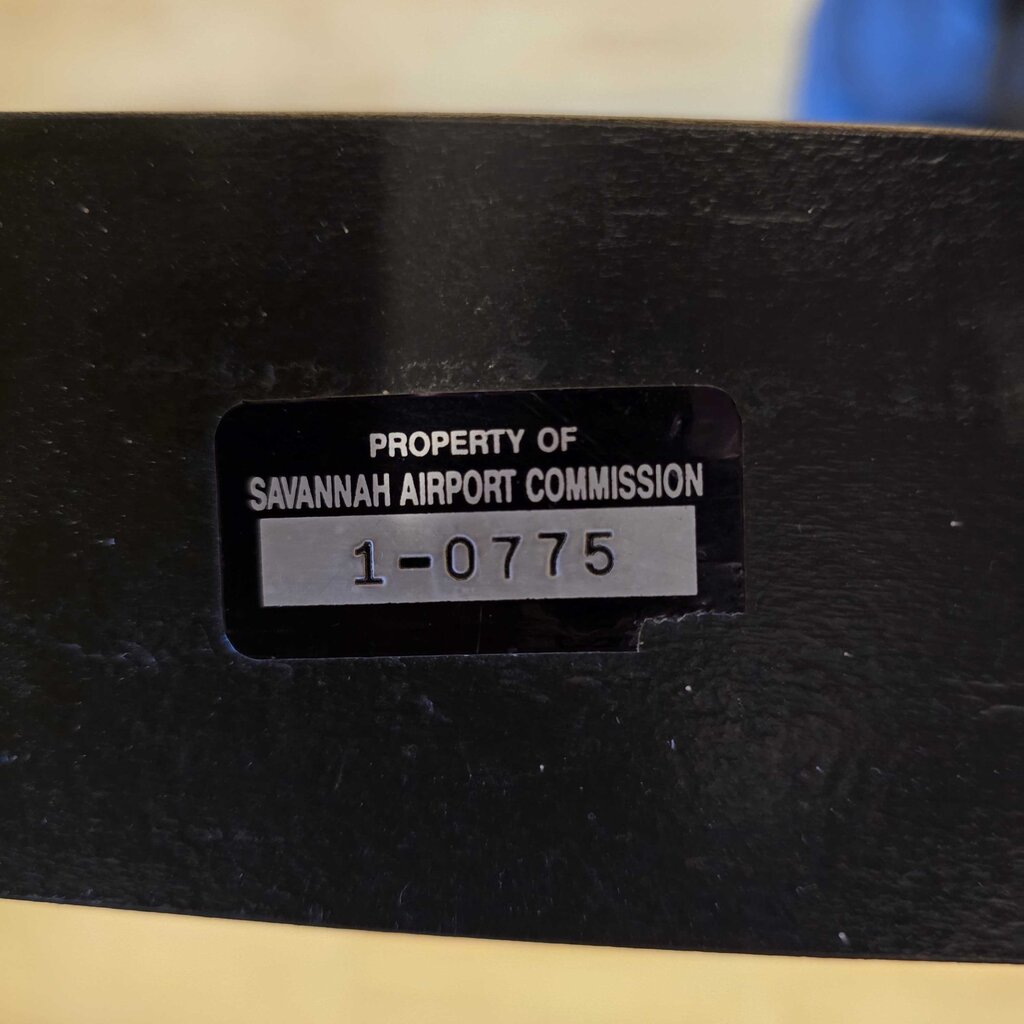 PROPERTY OF
SAVANNAH AIRPORT COMMISSION
1-0775